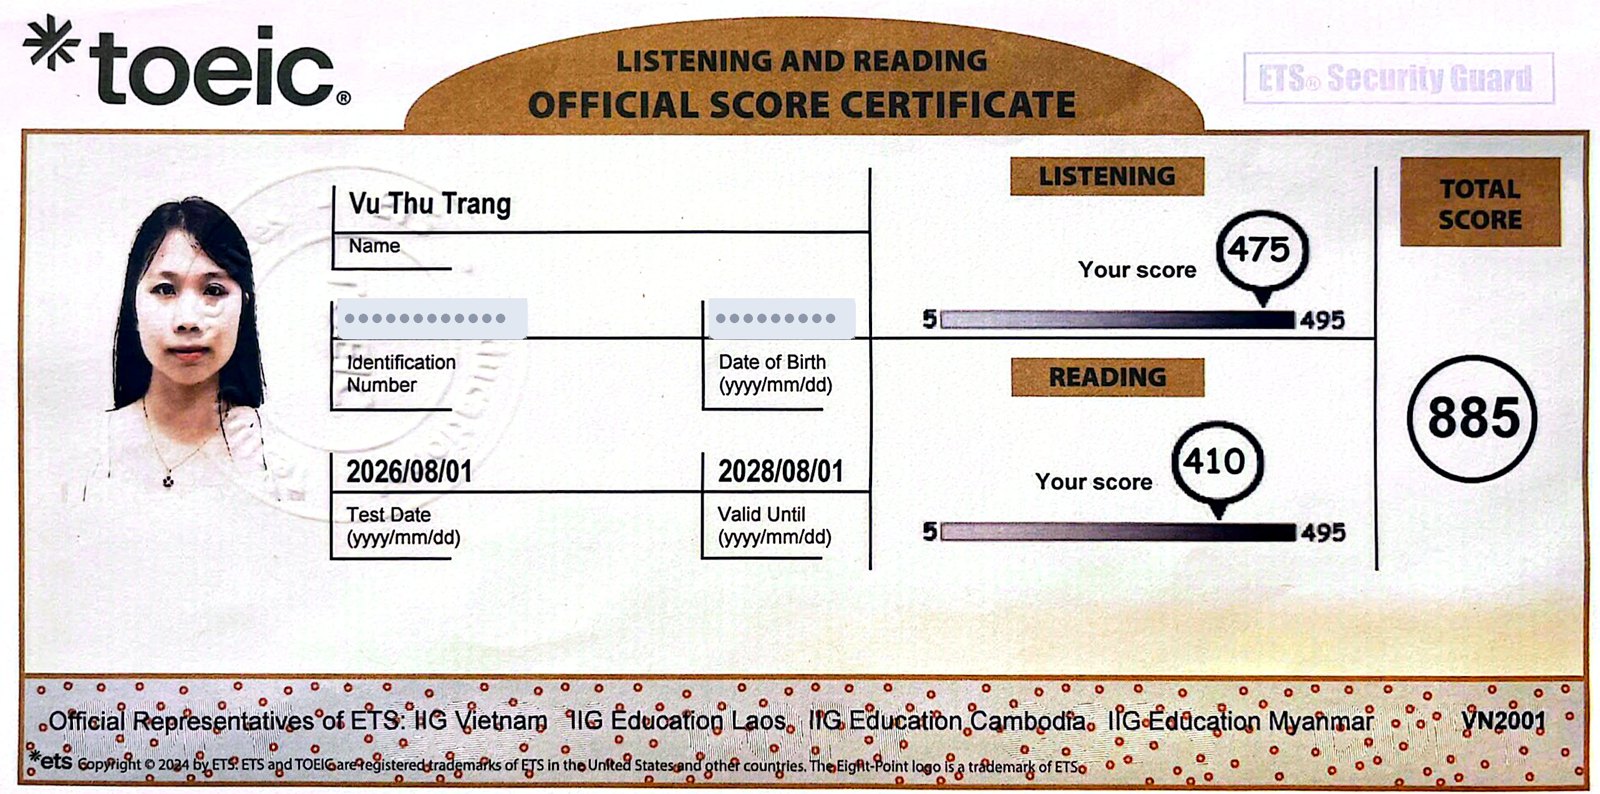 toeic®
LISTENING AND READING
OFFICIAL SCORE CERTIFICATE
ETS® Security Guard
Vu Thu Trang
Name
Identification
Number
Date of Birth
(yyyy/mm/dd)
2026/08/01
Test Date
(yyyy/mm/dd)
2028/08/01
Valid Until
(yyyy/mm/dd)
LISTENING
Your score
475
5
495
READING
Your score
410
5
495
TOTAL
SCORE
885
Official Representatives of ETS: IIG Vietnam IIG Education Laos IIG Education Cambodia IIG Education Myanmar VN2001
ets Copyright © 2024 by ETS. ETS and TOEIC are registered trademarks of ETS in the United States and other countries. The Eight-Point logo is a trademark of ETS.